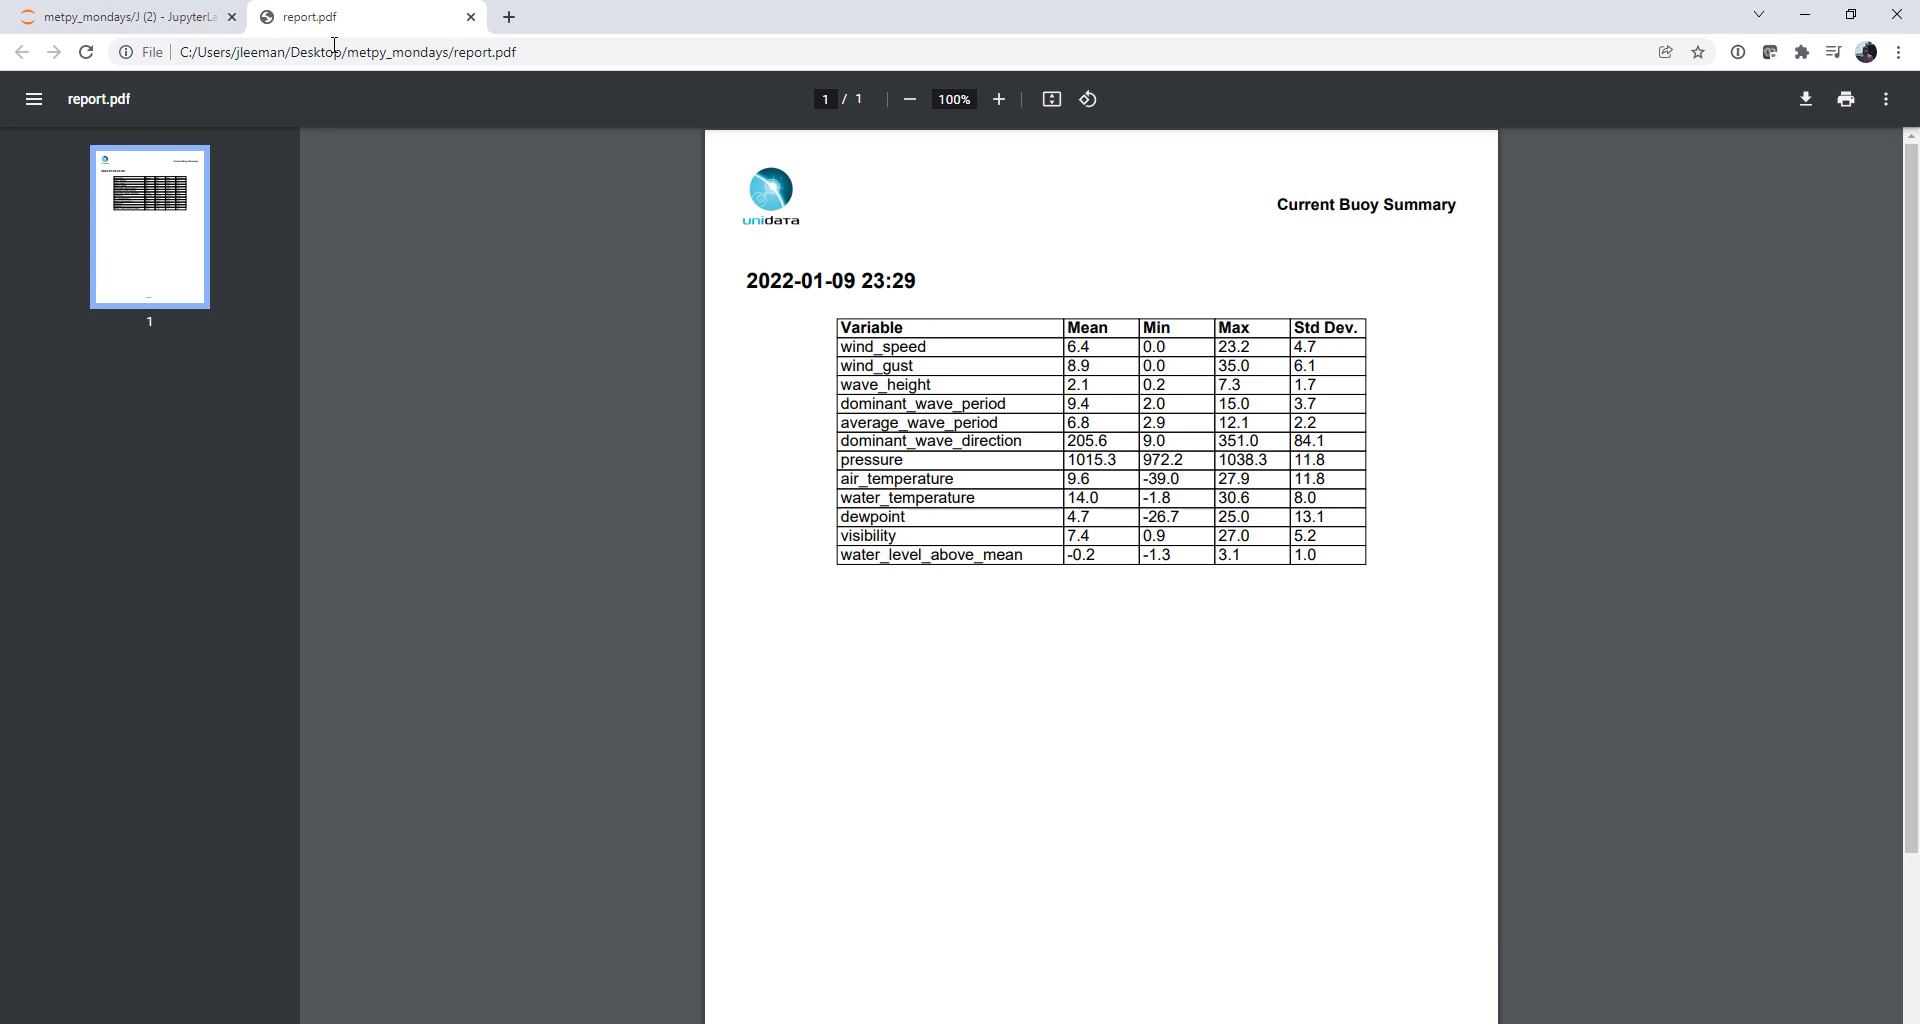 metpy_mondays/J (2) - JupyterLa
report.pdf
File C:/Users/jleeman/Desktop/metpy_mondays/report.pdf
report.pdf
1 / 1
100%
1
unidata
Current Buoy Summary
2022-01-09 23:29
Variable Mean Min Max Std Dev.
wind_speed 6.4 0.0 23.2 4.7
wind_gust 8.9 0.0 35.0 6.1
wave_height 2.1 0.2 7.3 1.7
dominant_wave_period 9.4 2.0 15.0 3.7
average_wave_period 6.8 2.9 12.1 2.2
dominant_wave_direction 205.6 9.0 351.0 84.1
pressure 1015.3 972.2 1038.3 11.8
air_temperature 9.6 -39.0 27.9 11.8
water_temperature 14.0 -1.8 30.6 8.0
dewpoint 4.7 -26.7 25.0 13.1
visibility 7.4 0.9 27.0 5.2
water_level_above_mean -0.2 -1.3 3.1 1.0